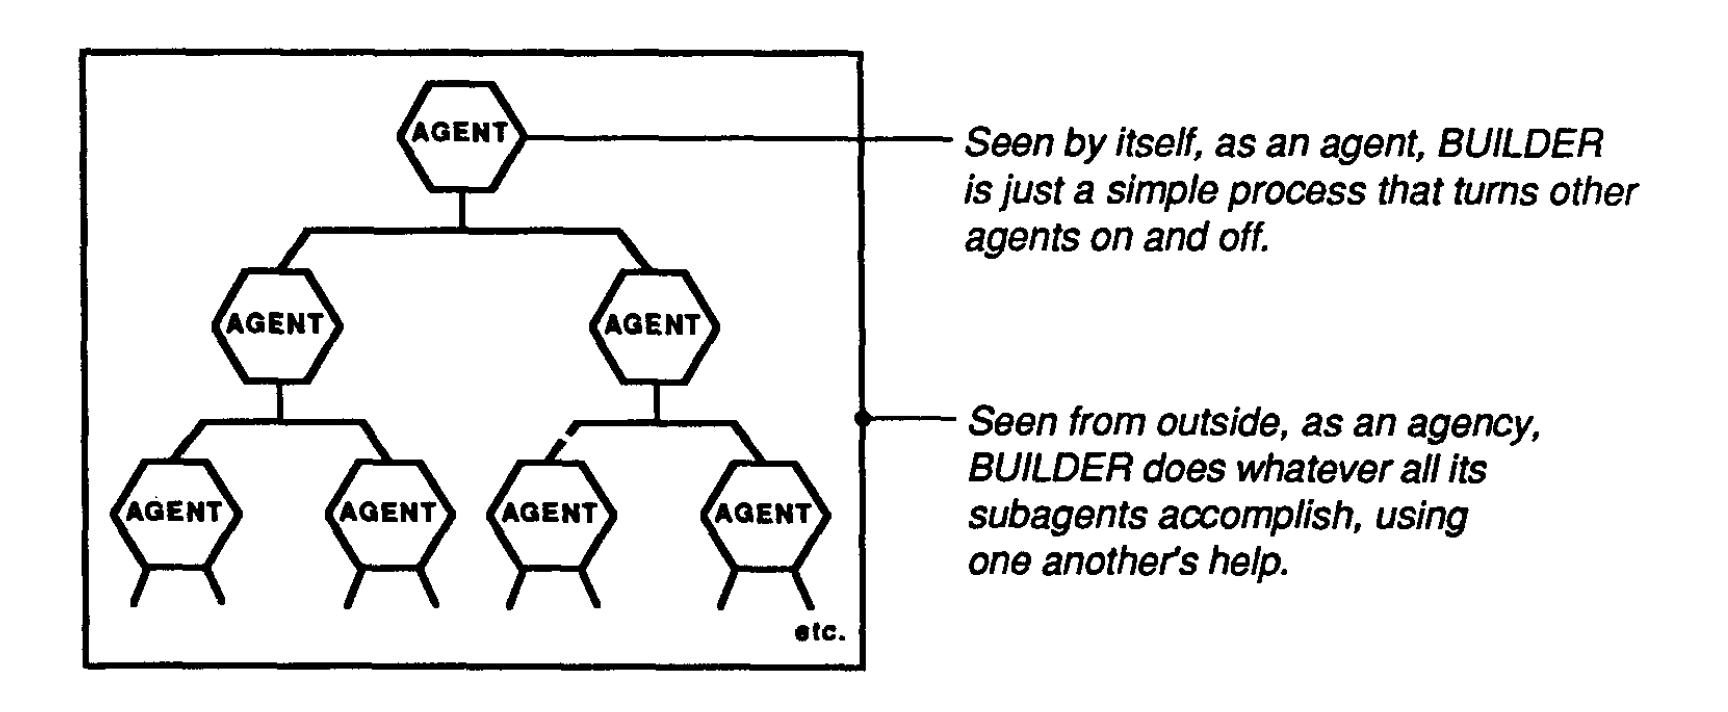 AGENT
Seen by itself, as an agent, BUILDER
is just a simple process that turns other
agents on and off.
AGENT
AGENT
Seen from outside, as an agency,
BUILDER does whatever all its
subagents accomplish, using
one another's help.
AGENT
AGENT
AGENT
AGENT
etc.